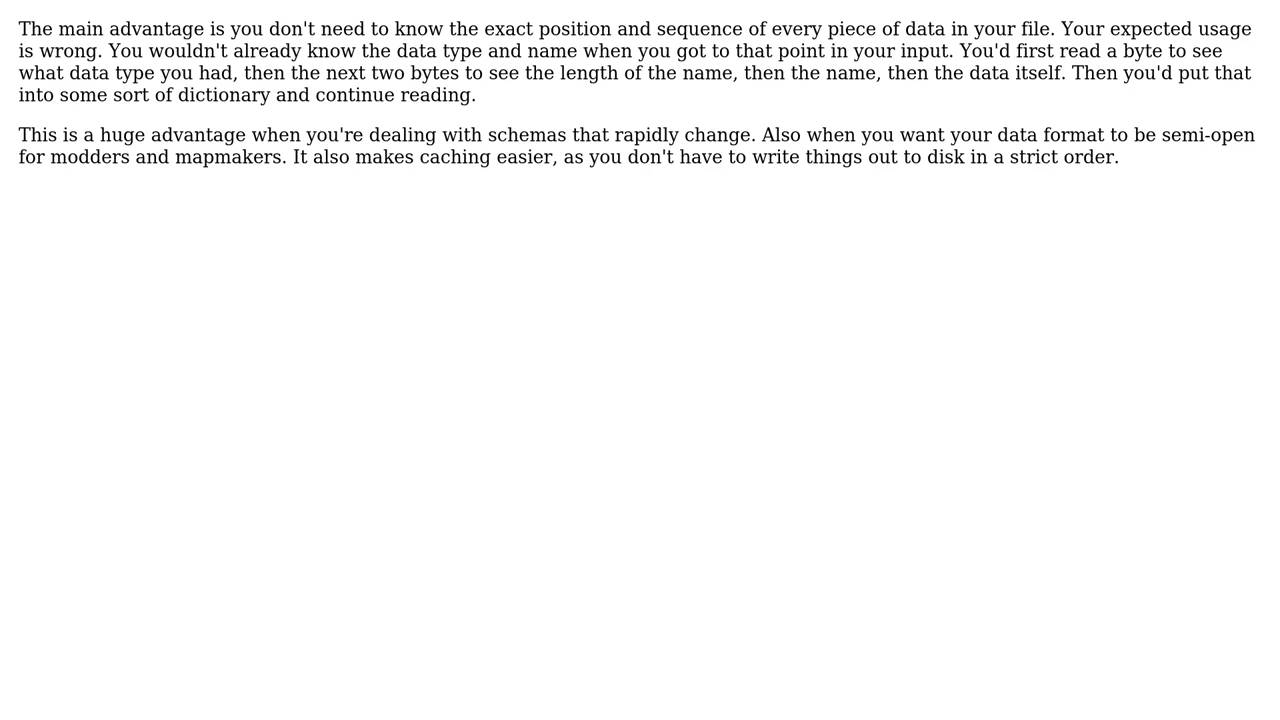 The main advantage is you don't need to know the exact position and sequence of every piece of data in your file. Your expected usage
is wrong. You wouldn't already know the data type and name when you got to that point in your input. You'd first read a byte to see
what data type you had, then the next two bytes to see the length of the name, then the name, then the data itself. Then you'd put that
into some sort of dictionary and continue reading.
This is a huge advantage when you're dealing with schemas that rapidly change. Also when you want your data format to be semi-open
for modders and mapmakers. It also makes caching easier, as you don't have to write things out to disk in a strict order.